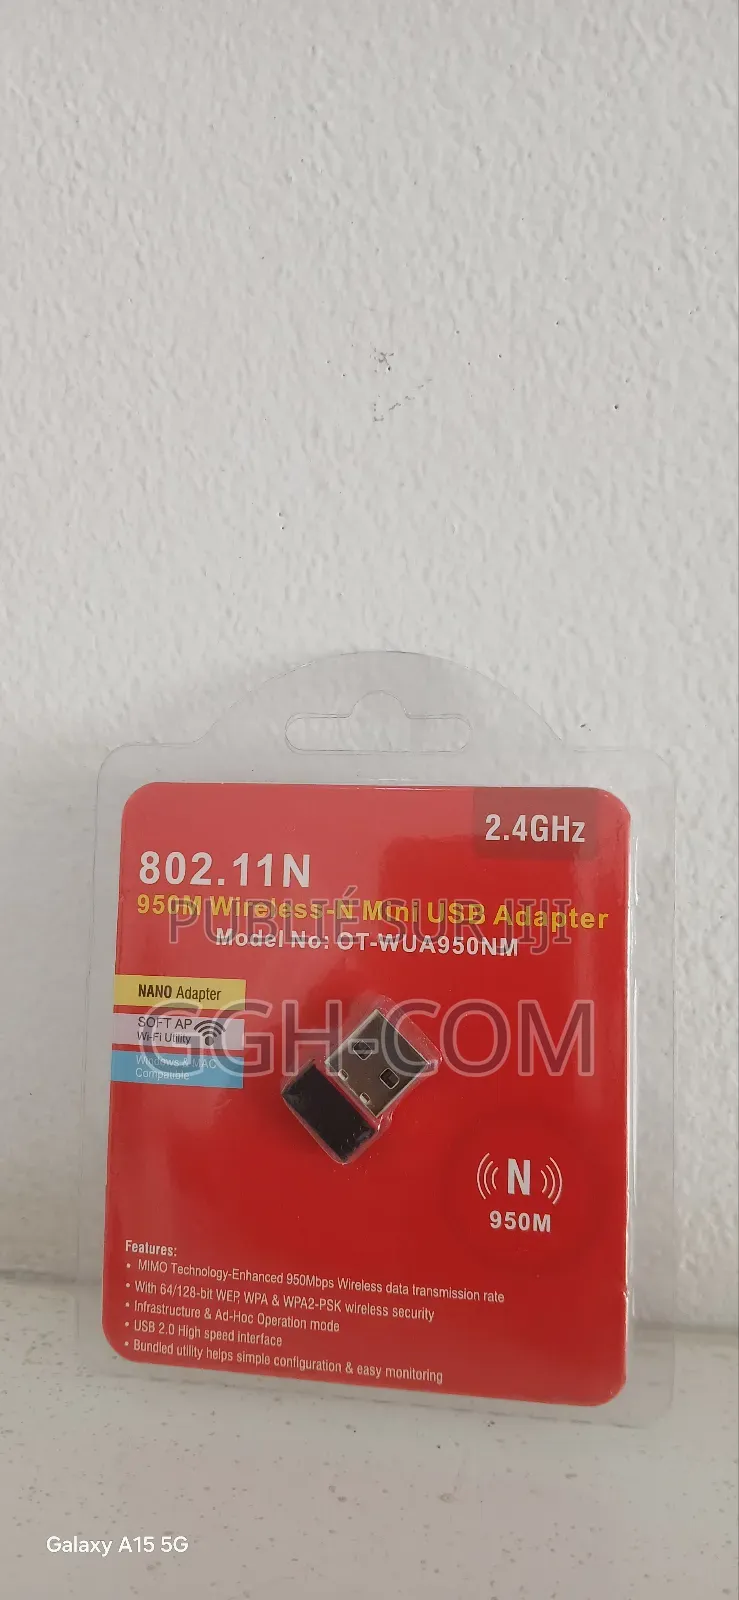 2.4GHz
802.11N
950M Wireless-N Mini USB Adapter
PUBLIÉ SUR JIJI
Model No: OT-WUA950NM
NANO Adapter
SOFT AP
Wi-Fi Utility
GGH-COM
Windows & MAC
Compatible
N
950M
Features:
• MIMO Technology-Enhanced 950Mbps Wireless data transmission rate
• With 64/128-bit WEP, WPA & WPA2-PSK wireless security
• Infrastructure & Ad-Hoc Operation mode
• USB 2.0 High speed interface
• Bundled utility helps simple configuration & easy monitoring
Galaxy A15 5G